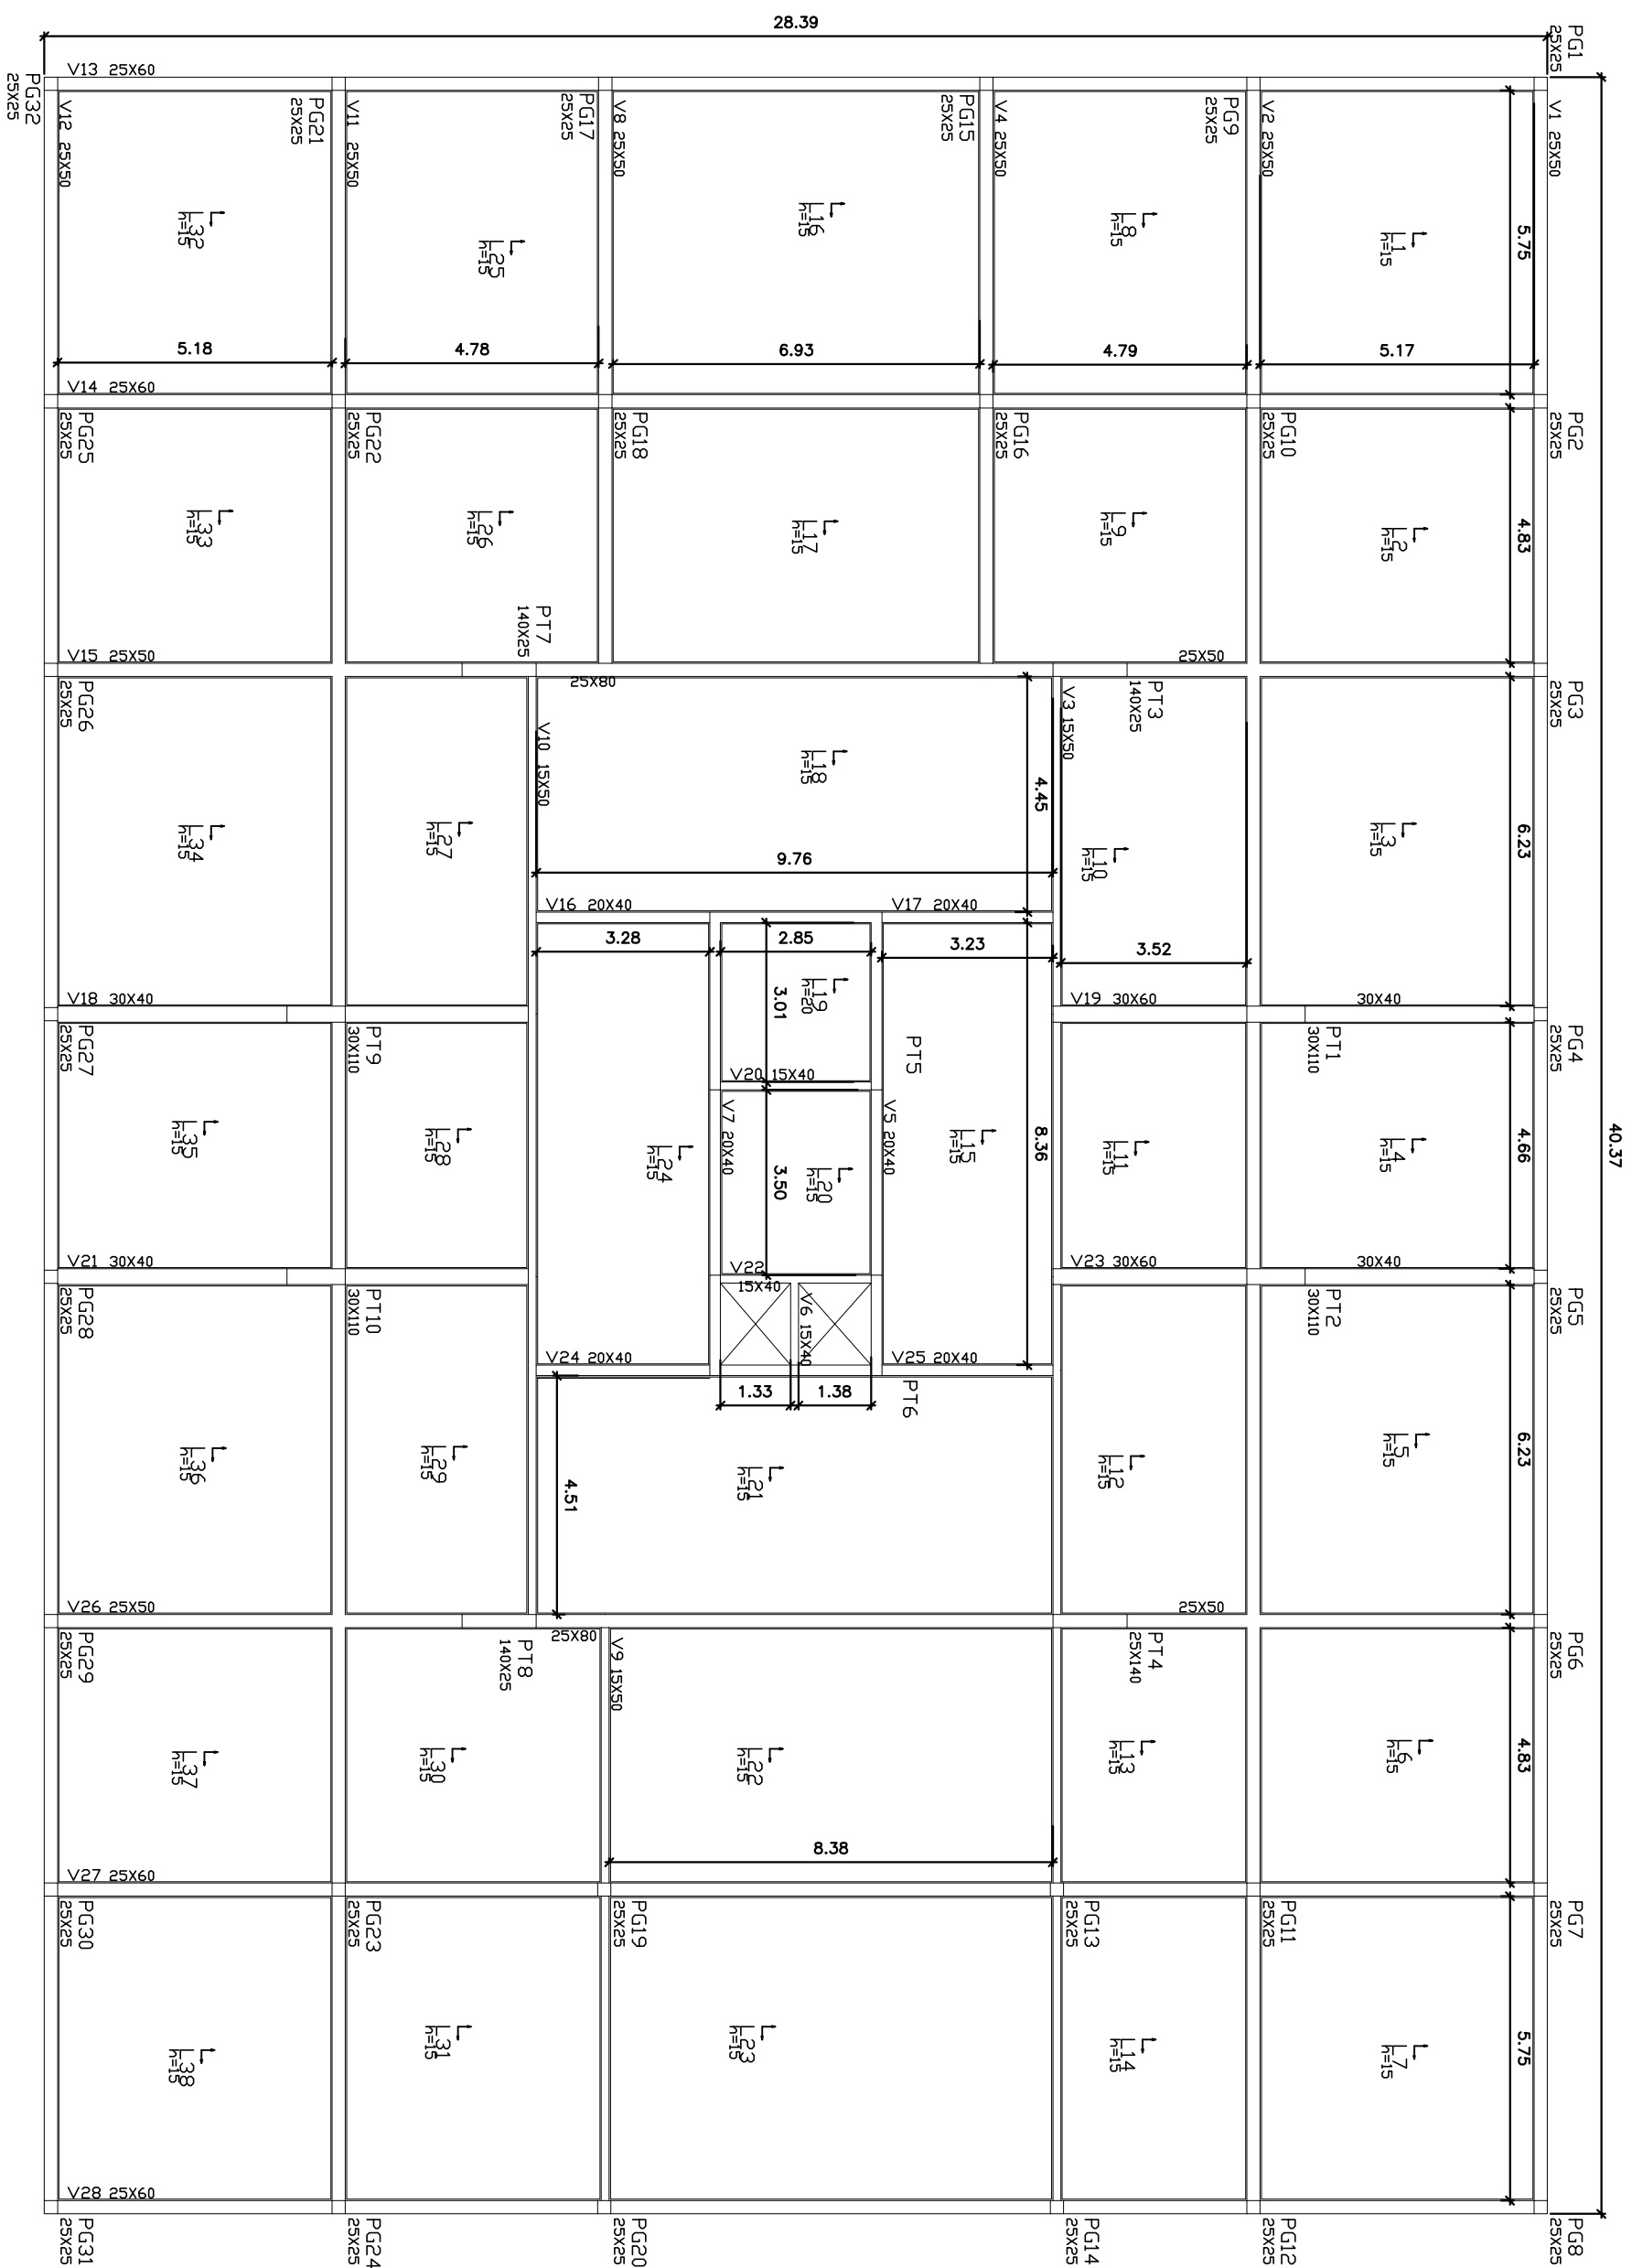 28.39
PG1
25X25
V13 25X60
PG32
25X25
V12 25X50
PG21
25X25
V11 25X50
PG17
25X25
V8 25X50
PG15
25X25
V4 25X50
PG9
25X25
V2 25X50
V1 25X50
5.75
L32
h=15
L25
h=15
L16
h=15
L8
h=15
L1
h=15
5.18
4.78
6.93
4.79
5.17
V14 25X60
PG25
25X25
PG22
25X25
PG18
25X25
PG16
25X25
PG10
25X25
PG2
25X25
L33
h=15
L26
h=15
L17
h=15
L9
h=15
L2
h=15
4.83
PT7
140X25
V15 25X50
25X50
PG26
25X25
25X80
PT3
140X25
V3 15X50
PG3
25X25
V10 15X50
L18
h=15
4.45
L34
h=15
L27
h=15
9.76
L10
h=15
L3
h=15
6.23
V16 20X40
V17 20X40
3.28
2.85
3.23
3.52
L19
h=20
3.01
V18 30X40
V19 30X60
30X40
PG27
25X25
PT9
30X110
PT5
PT1
30X110
PG4
25X25
V20 15X40
V7 20X40
V5 20X40
40.37
L35
h=15
L28
h=15
L24
h=15
3.50
L20
h=15
L15
h=15
8.36
L11
h=15
L4
h=15
4.66
V21 30X40
V22
15X40
V23 30X60
30X40
PG28
25X25
PT10
30X110
V6 15X40
PT2
30X110
PG5
25X25
V24 20X40
V25 20X40
1.33
1.38
PT6
L36
h=15
L29
h=15
4.51
L21
h=15
L12
h=15
L5
h=15
6.23
V26 25X50
25X50
PG29
25X25
PT8
140X25
25X80
V9 15X50
PT4
25X140
PG6
25X25
L37
h=15
L30
h=15
L22
h=15
L13
h=15
L6
h=15
4.83
8.38
V27 25X60
PG30
25X25
PG23
25X25
PG19
25X25
PG13
25X25
PG11
25X25
PG7
25X25
L38
h=15
L31
h=15
L23
h=15
L14
h=15
L7
h=15
5.75
V28 25X60
PG31
25X25
PG24
25X25
PG20
25X25
PG14
25X25
PG12
25X25
PG8
25X25